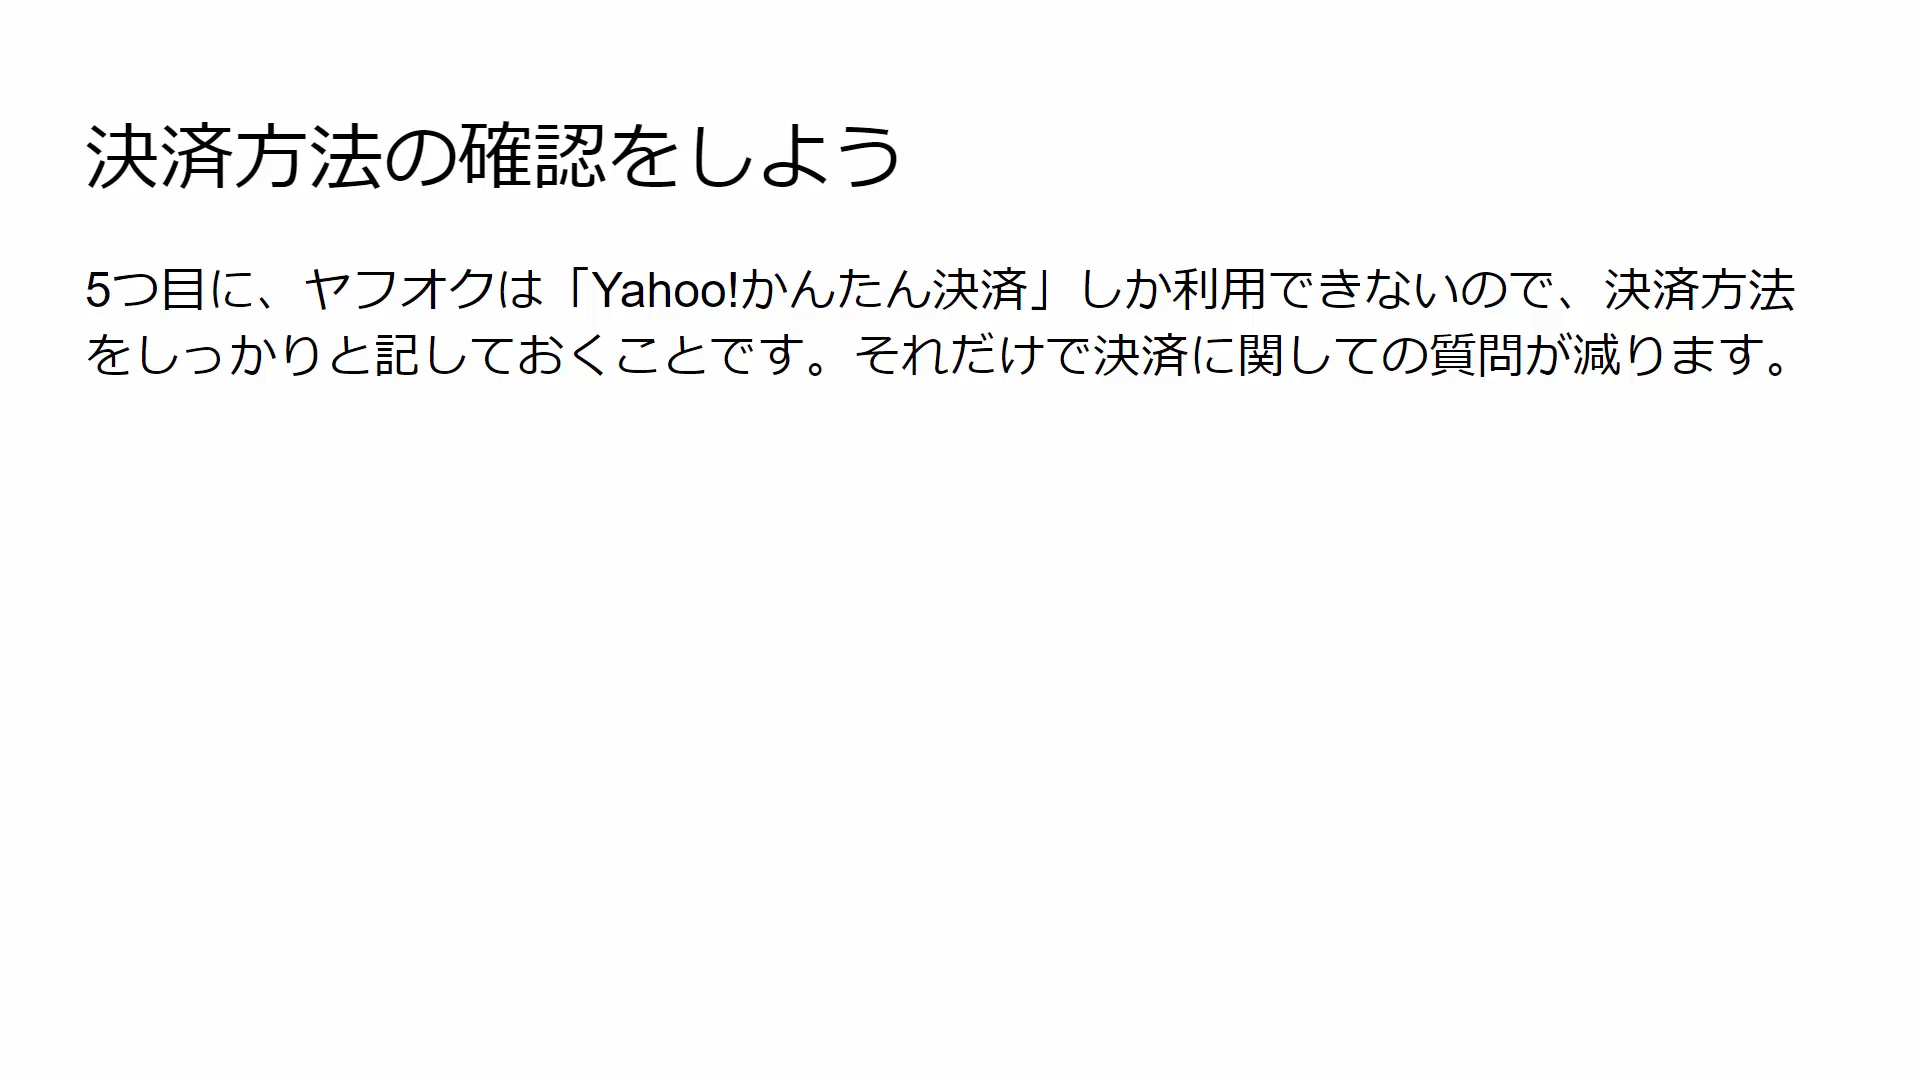 決済方法の確認をしよう
5つ目に、ヤフオクは「Yahoo!かんたん決済」しか利用できないので、決済方法
をしっかりと記しておくことです。それだけで決済に関しての質問が減ります。